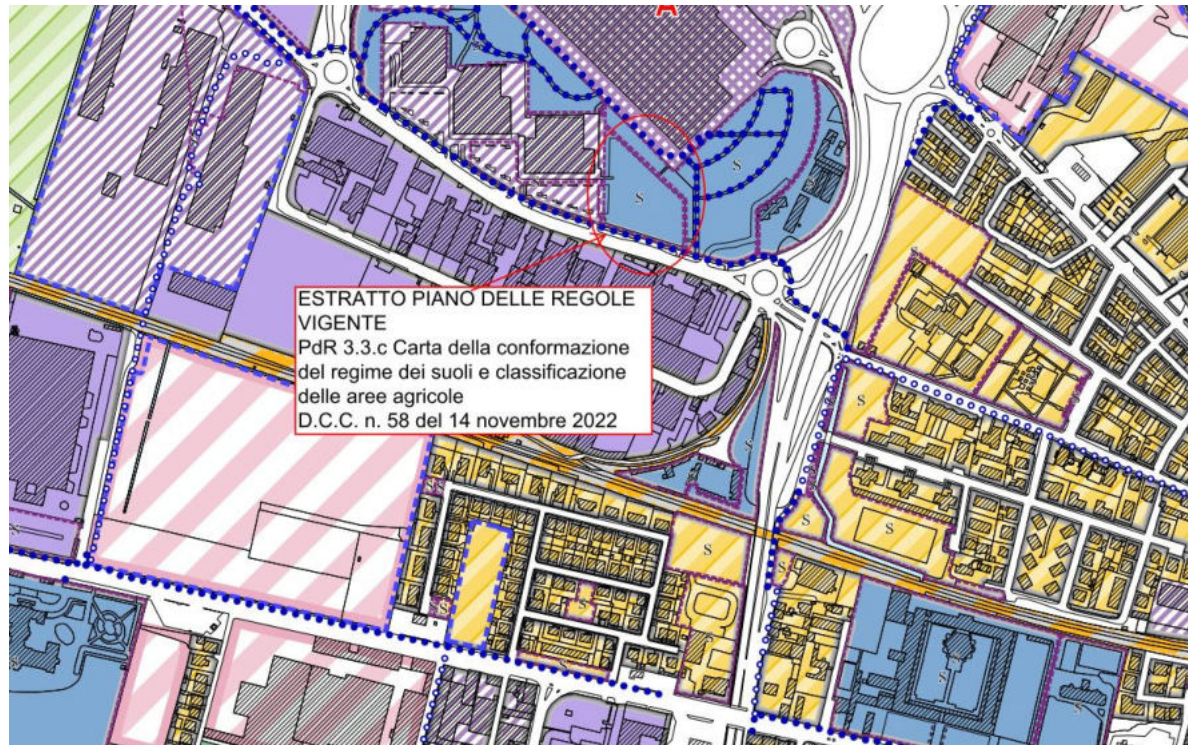 A
S
S
S
ESTRATTO PIANO DELLE REGOLE
VIGENTE
PdR 3.3.c Carta della conformazione
del regime dei suoli e classificazione
delle aree agricole
D.C.C. n. 58 del 14 novembre 2022
S
S
S
S
S
S
S
S
S
S
S
S
S